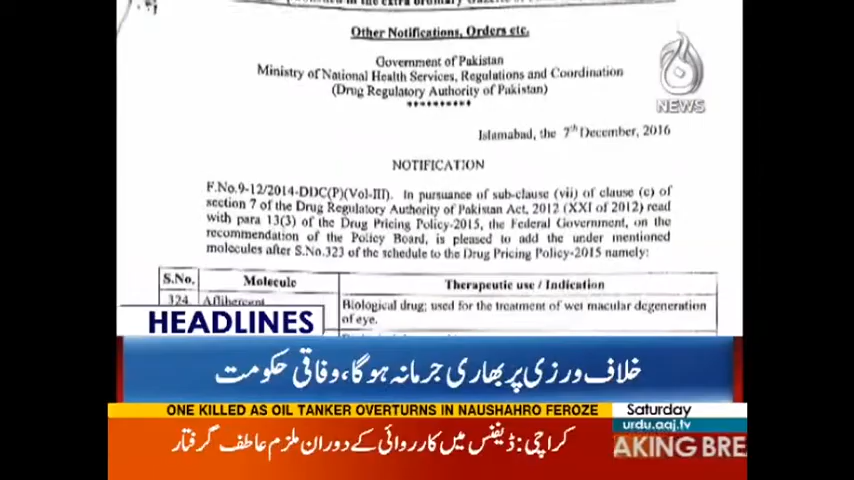 Other Notifications, Orders etc.
Government of Pakistan
Ministry of National Health Services, Regulations and Coordination
(Drug Regulatory Authority of Pakistan)
**********
NEWS
Islamabad, the 7th December, 2016
NOTIFICATION
F.No.9-12/2014-DDC(P)(Vol-III). In pursuance of sub-clause (vii) of clause (c) of
section 7 of the Drug Regulatory Authority of Pakistan Act, 2012 (XXI of 2012) read
with para 13(3) of the Drug Pricing Policy-2015, the Federal Government, on the
recommendation of the Policy Board, is pleased to add the under mentioned
molecules after S.No.323 of the schedule to the Drug Pricing Policy-2015 namely:
S.No. Molecule Therapeutic use / Indication
324 Aflibercept Biological drug; used for the treatment of wet macular degeneration
of eye.
HEADLINES
خلاف ورزی پر بھاری جرمانہ ہوگا، وفاقی حکومت
ONE KILLED AS OIL TANKER OVERTURNS IN NAUSHAHRO FEROZE
Saturday
urdu.aaj.tv
کراچی: ڈیفنس میں کارروائی کے دوران ملزم عاطف گرفتار
AKING BRE